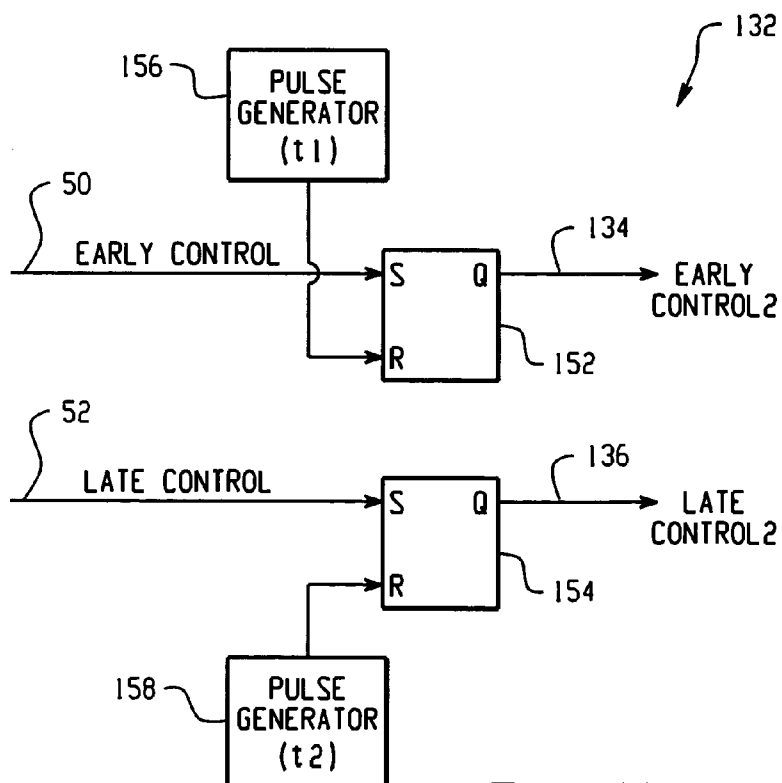 132
156
PULSE
GENERATOR
(t1)
50
EARLY CONTROL
134
S Q
EARLY
CONTROL2
R
152
52
LATE CONTROL
136
S Q
LATE
CONTROL2
R
154
158
PULSE
GENERATOR
(t2)